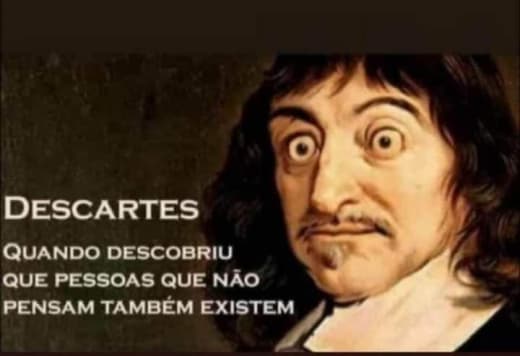 DESCARTES
QUANDO DESCOBRIU
QUE PESSOAS QUE NÃO
PENSAM TAMBÉM EXISTEM